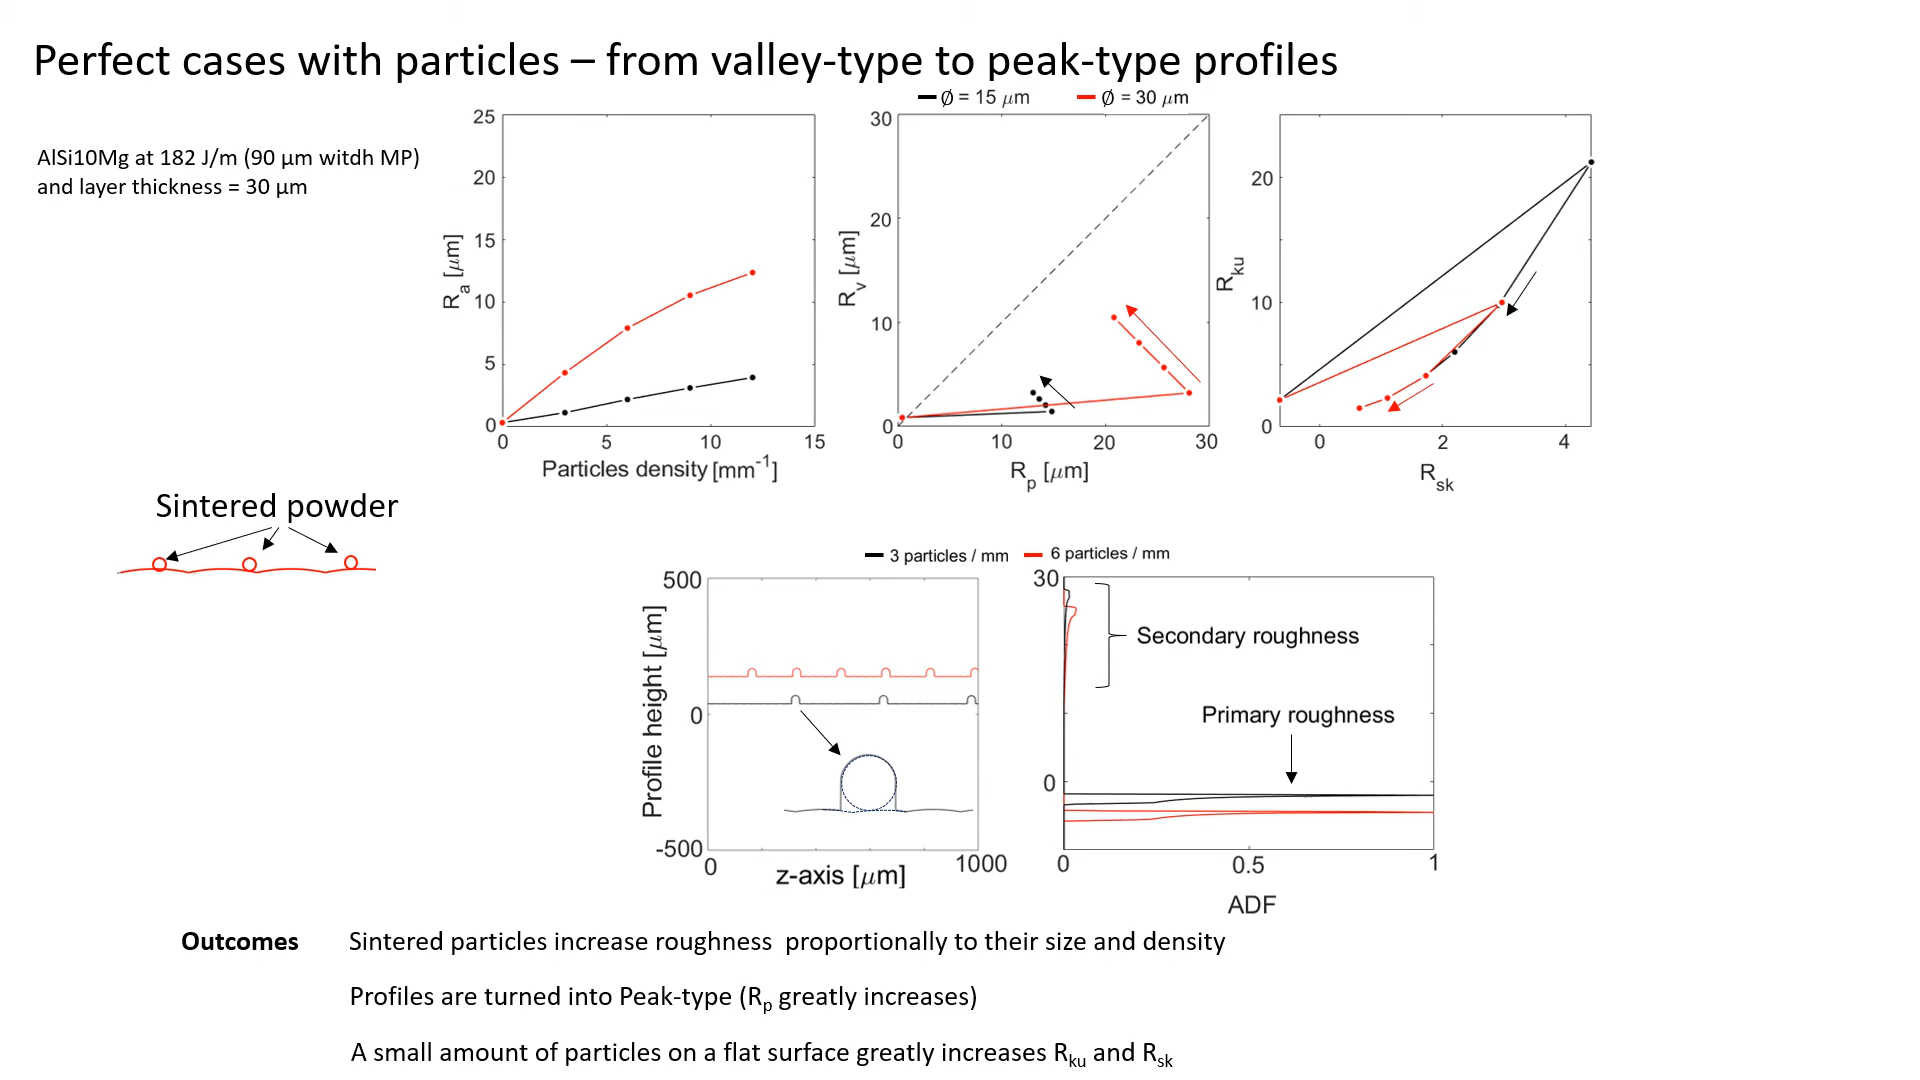 Perfect cases with particles – from valley-type to peak-type profiles
AlSi10Mg at 182 J/m (90 µm witdh MP)
and layer thickness = 30 µm
Ø = 15 µm
Ø = 30 µm
25
20
15
10
5
0
0
5
10
15
Ra [µm]
Particles density [mm-1]
30
20
10
0
0
10
20
30
Rv [µm]
Rp [µm]
20
10
0
0
2
4
Rku
Rsk
Sintered powder
3 particles / mm
6 particles / mm
500
0
-500
0
1000
Profile height [µm]
z-axis [µm]
30
0
0
0.5
1
Secondary roughness
Primary roughness
ADF
Outcomes
Sintered particles increase roughness proportionally to their size and density
Profiles are turned into Peak-type (Rp greatly increases)
A small amount of particles on a flat surface greatly increases Rku and Rsk